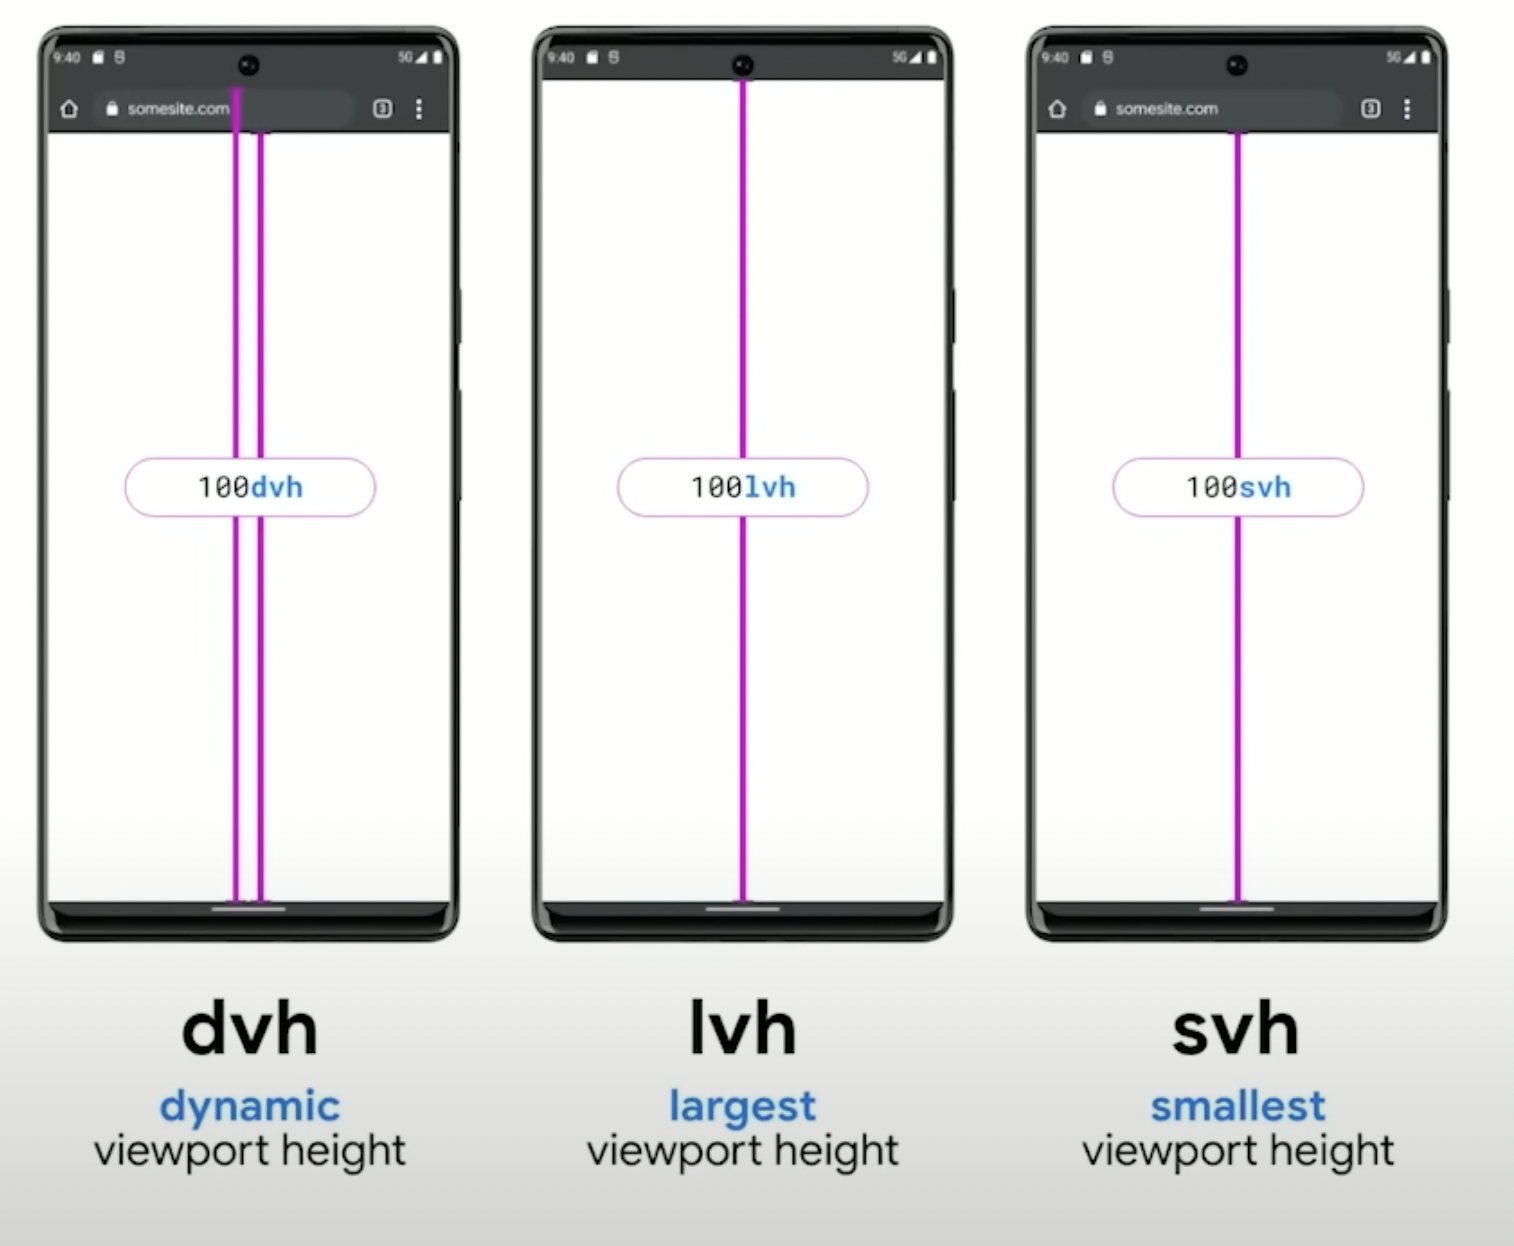 9:40 5G
somesite.com 3
100dvh
dvh
dynamic
viewport height
9:40 5G
100lvh
lvh
largest
viewport height
9:40 5G
somesite.com 3
100svh
svh
smallest
viewport height